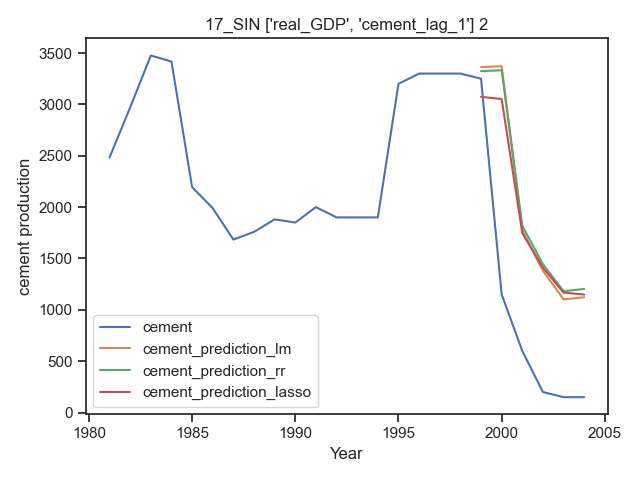 17_SIN ['real_GDP', 'cement_lag_1'] 2
3500
3000
2500
2000
1500
1000
500
0
cement production
cement
cement_prediction_lm
cement_prediction_rr
cement_prediction_lasso
1980
1985
1990
1995
2000
2005
Year